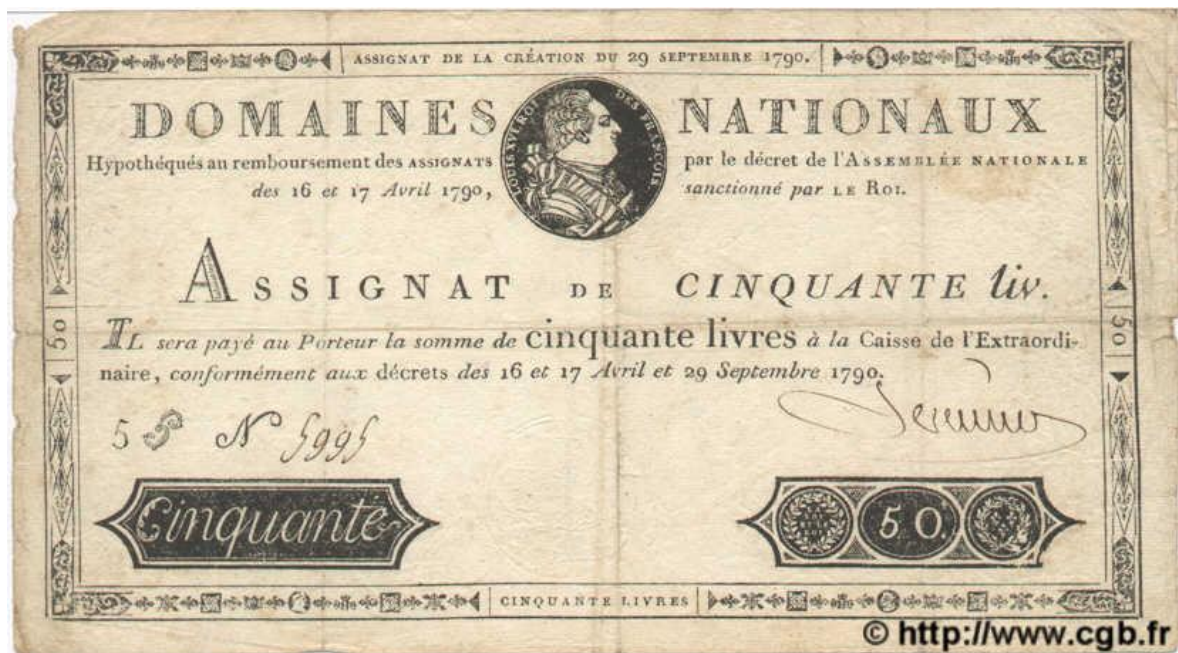 ASSIGNAT DE LA CRÉATION DU 29 SEPTEMBRE 1790.
DOMAINES NATIONAUX
LOUIS XVI ROI DES FRANÇOIS
Hypothéqués au remboursement des ASSIGNATS par le décret de l'ASSEMBLÉE NATIONALE
des 16 et 17 Avril 1790, sanctionné par LE ROI.
ASSIGNAT DE CINQUANTE liv.
IL sera payé au Porteur la somme de cinquante livres à la Caisse de l'Extraordi-
naire, conformément aux décrets des 16 et 17 Avril et 29 Septembre 1790.
50
50
5 S N 5995
Cinquante
50.
CINQUANTE LIVRES
© http://www.cgb.fr